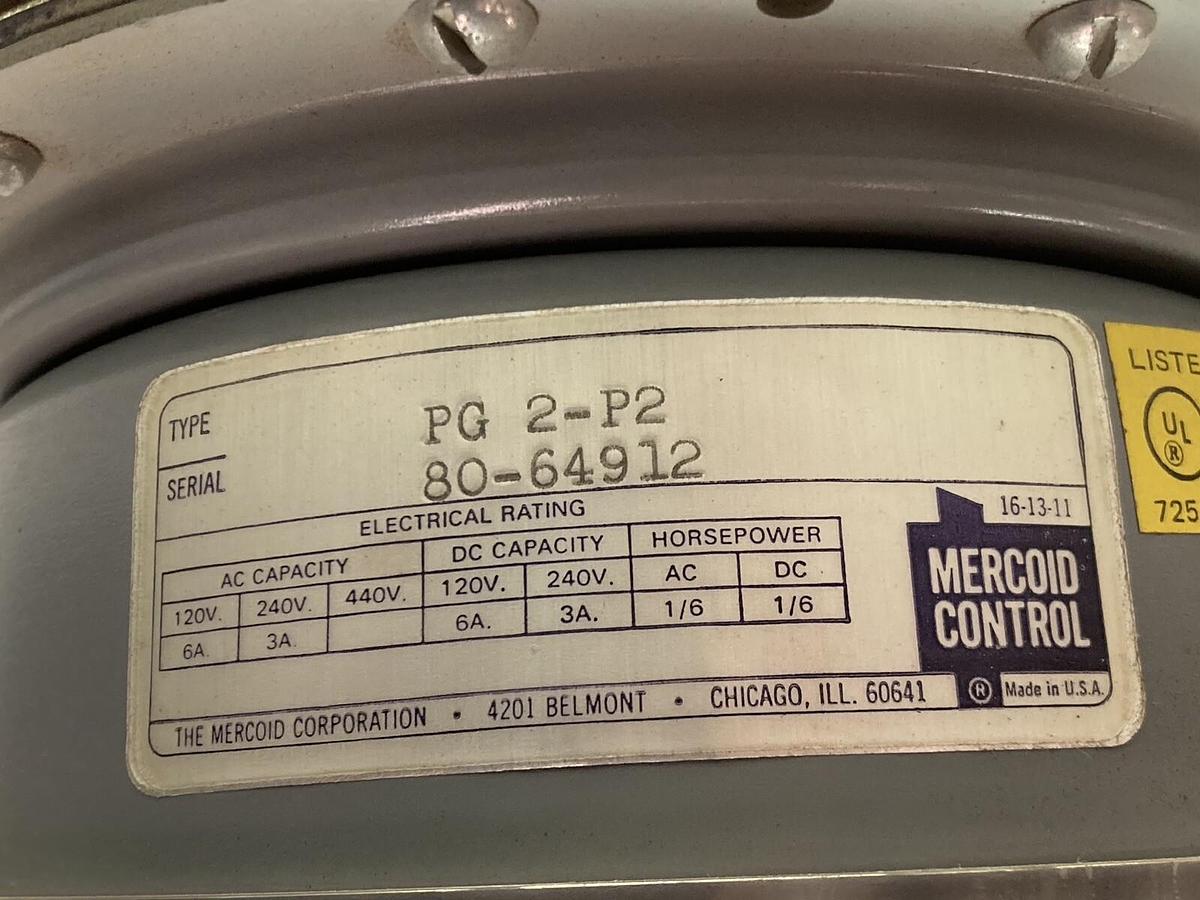 TYPE PG 2-P2
SERIAL 80-64912
ELECTRICAL RATING
16-13-11
AC CAPACITY DC CAPACITY HORSEPOWER
120V. 240V. 440V. 120V. 240V. AC DC
6A. 3A. 6A. 3A. 1/6 1/6
MERCOID
CONTROL
THE MERCOID CORPORATION • 4201 BELMONT • CHICAGO, ILL. 60641
® Made in U.S.A.
LISTE
UL
®
725